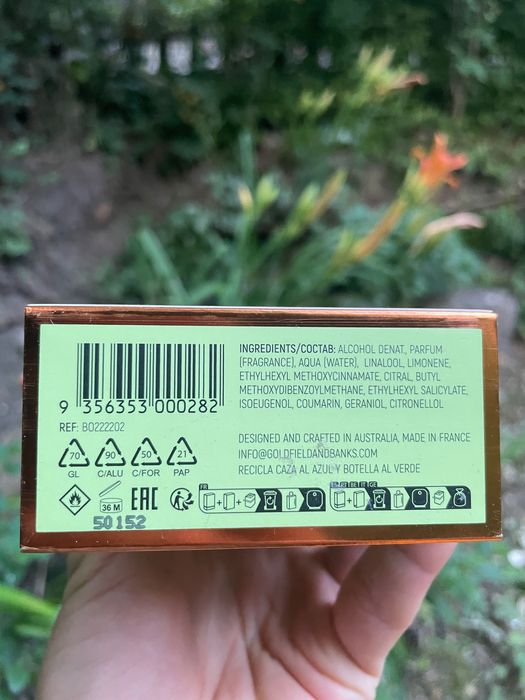 INGREDIENTS/СОСТАВ: ALCOHOL DENAT., PARFUM
(FRAGRANCE), AQUA (WATER), LINALOOL, LIMONENE,
ETHYLHEXYL METHOXYCINNAMATE, CITRAL, BUTYL
METHOXYDIBENZOYLMETHANE, ETHYLHEXYL SALICYLATE,
ISOEUGENOL, COUMARIN, GERANIOL, CITRONELLOL
9 356353 000282
REF: BO222202
DESIGNED AND CRAFTED IN AUSTRALIA, MADE IN FRANCE
INFO@GOLDFIELDANDBANKS.COM
RECICLA CAZA AL AZUL Y BOTELLA AL VERDE
70 90 50 21
GL C/ALU C/FOR PAP
36 M EAC
FR
50152